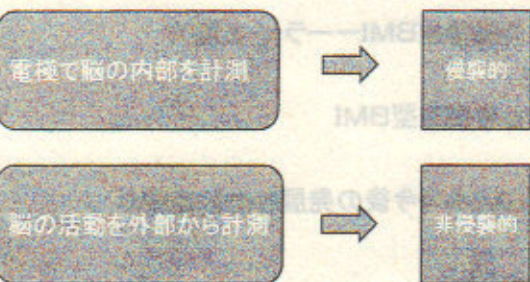 電極で脳の内部を計測
侵襲的
脳の活動を外部から計測
非侵襲的